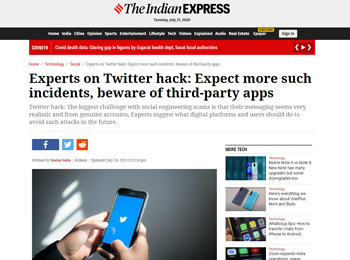 The Indian EXPRESS
Tuesday, July 21, 2020
Home India World Cities Opinion Sports Entertainment Lifestyle Tech Videos Explained Audio Real Estate Epaper
COVID19 Covid death data: Glaring gap in figures by Gujarat health dept, Surat local authorities
Home / Technology / Social / Experts on Twitter hack: Expect more such incidents, beware of third-party apps
Experts on Twitter hack: Expect more such
incidents, beware of third-party apps
Twitter hack: The biggest challenge with social engineering scams is that their messaging seems very
realistic and from genuine accounts, Experts suggest what digital platforms and users should do to
avoid such attacks in the future.
Written by Sneha Saha | Kolkata | Updated: July 18, 2020 2:03:54 pm
MORE TECH
Technology
Redmi Note 9 vs Note 8:
New Note has many
upgrades but some
downgrades too
Technology
Here's everything we
know about OnePlus
Nord and Buds
Technology
WhatsApp tips: How to
transfer chats from
iPhone to Android
Technology
Zoom expands India
operations, opens